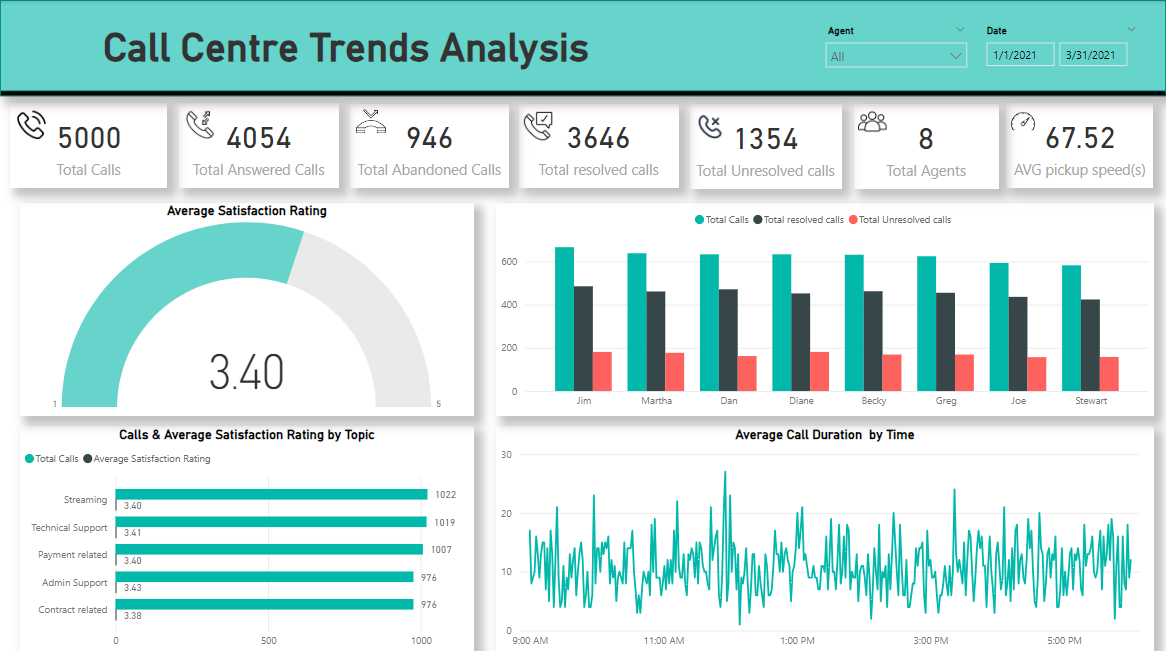 Call Centre Trends Analysis
Agent
All
Date
1/1/2021
3/31/2021
5000
Total Calls
4054
Total Answered Calls
946
Total Abandoned Calls
3646
Total resolved calls
1354
Total Unresolved calls
8
Total Agents
67.52
AVG pickup speed(s)
Average Satisfaction Rating
3.40
1
5
Total Calls Total resolved calls Total Unresolved calls
600
400
200
0
Jim Martha Dan Diane Becky Greg Joe Stewart
Calls & Average Satisfaction Rating by Topic
Total Calls Average Satisfaction Rating
Streaming 1022
3.40
Technical Support 1019
3.41
Payment related 1007
3.40
Admin Support 976
3.43
Contract related 976
3.38
0 500 1000
Average Call Duration by Time
30
20
10
0
9:00 AM 11:00 AM 1:00 PM 3:00 PM 5:00 PM